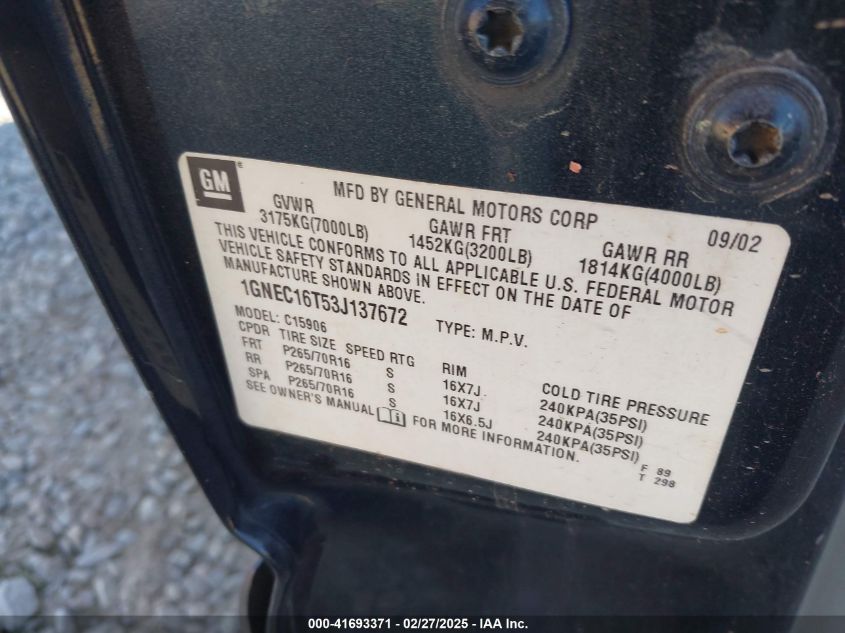 GM
MFD BY GENERAL MOTORS CORP 09/02
GVWR GAWR FRT GAWR RR
3175KG(7000LB) 1452KG(3200LB) 1814KG(4000LB)
THIS VEHICLE CONFORMS TO ALL APPLICABLE U.S. FEDERAL MOTOR
VEHICLE SAFETY STANDARDS IN EFFECT ON THE DATE OF
MANUFACTURE SHOWN ABOVE.
1GNEC16T53J137672 TYPE: M.P.V.
MODEL: C15906
CPDR TIRE SIZE SPEED RTG RIM COLD TIRE PRESSURE
FRT P265/70R16 S 16X7J 240KPA(35PSI)
RR P265/70R16 S 16X7J 240KPA(35PSI)
SPA P265/70R16 S 16X6.5J 240KPA(35PSI)
SEE OWNER'S MANUAL i FOR MORE INFORMATION.
F 89
T 298
000-41693371 - 02/27/2025 - IAA Inc.